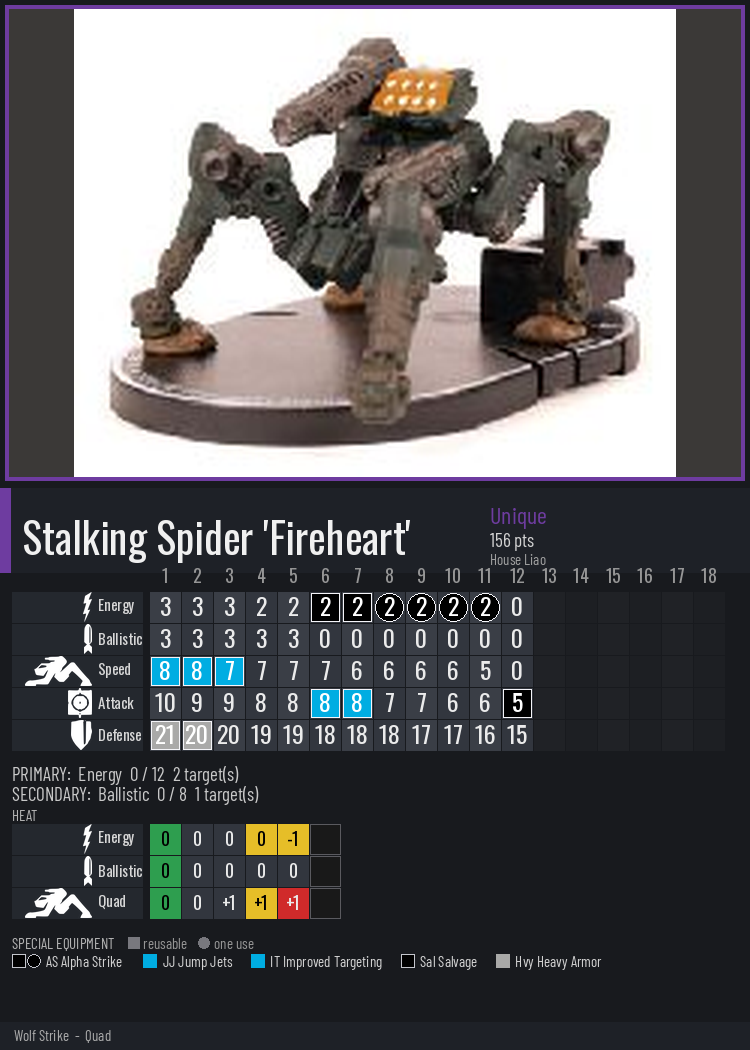 Stalking Spider 'Fireheart'
Unique
156 pts
House Liao
1 2 3 4 5 6 7 8 9 10 11 12 13 14 15 16 17 18
Energy 3 3 3 2 2 2 2 2 2 2 2 0
Ballistic 3 3 3 3 3 0 0 0 0 0 0 0
Speed 8 8 7 7 7 7 6 6 6 6 5 0
Attack 10 9 9 8 8 8 8 7 7 6 6 5
Defense 21 20 20 19 19 18 18 18 17 17 16 15
PRIMARY: Energy 0 / 12 2 target(s)
SECONDARY: Ballistic 0 / 8 1 target(s)
HEAT
Energy 0 0 0 0 -1
Ballistic 0 0 0 0 0
Quad 0 0 +1 +1 +1
SPECIAL EQUIPMENT reusable one use
AS Alpha Strike JJ Jump Jets IT Improved Targeting Sal Salvage Hvy Heavy Armor
Wolf Strike - Quad